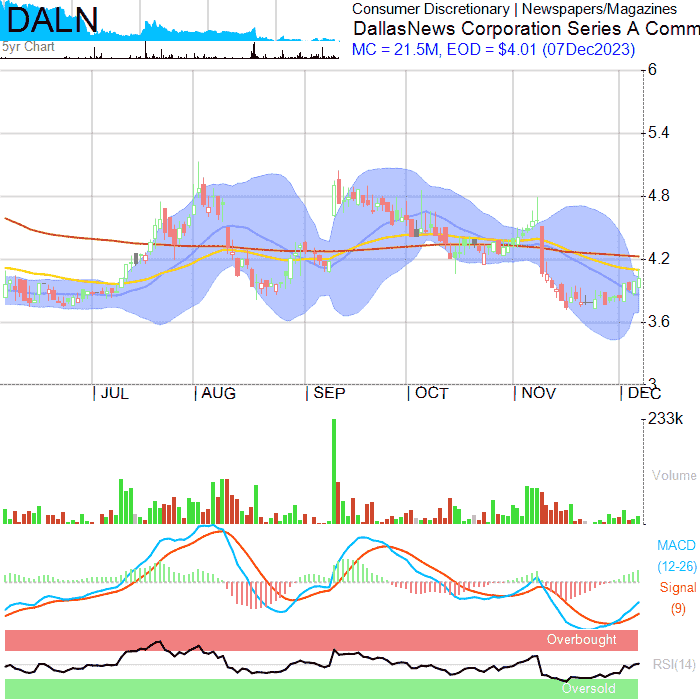 DALN
5yr Chart
Consumer Discretionary | Newspapers/Magazines
DallasNews Corporation Series A Comm
MC = 21.5M, EOD = $4.01 (07Dec2023)
6
5.4
4.8
4.2
3.6
3
JUL AUG SEP OCT NOV DEC
233k
Volume
MACD
(12-26)
Signal
(9)
Overbought
RSI(14)
Oversold